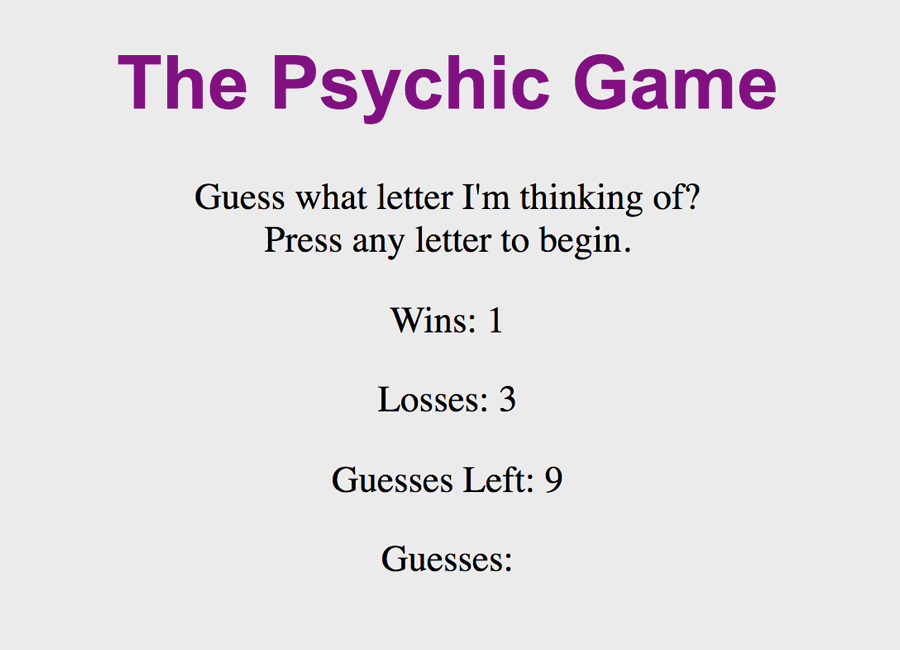 The Psychic Game
Guess what letter I'm thinking of?
Press any letter to begin.
Wins: 1
Losses: 3
Guesses Left: 9
Guesses: